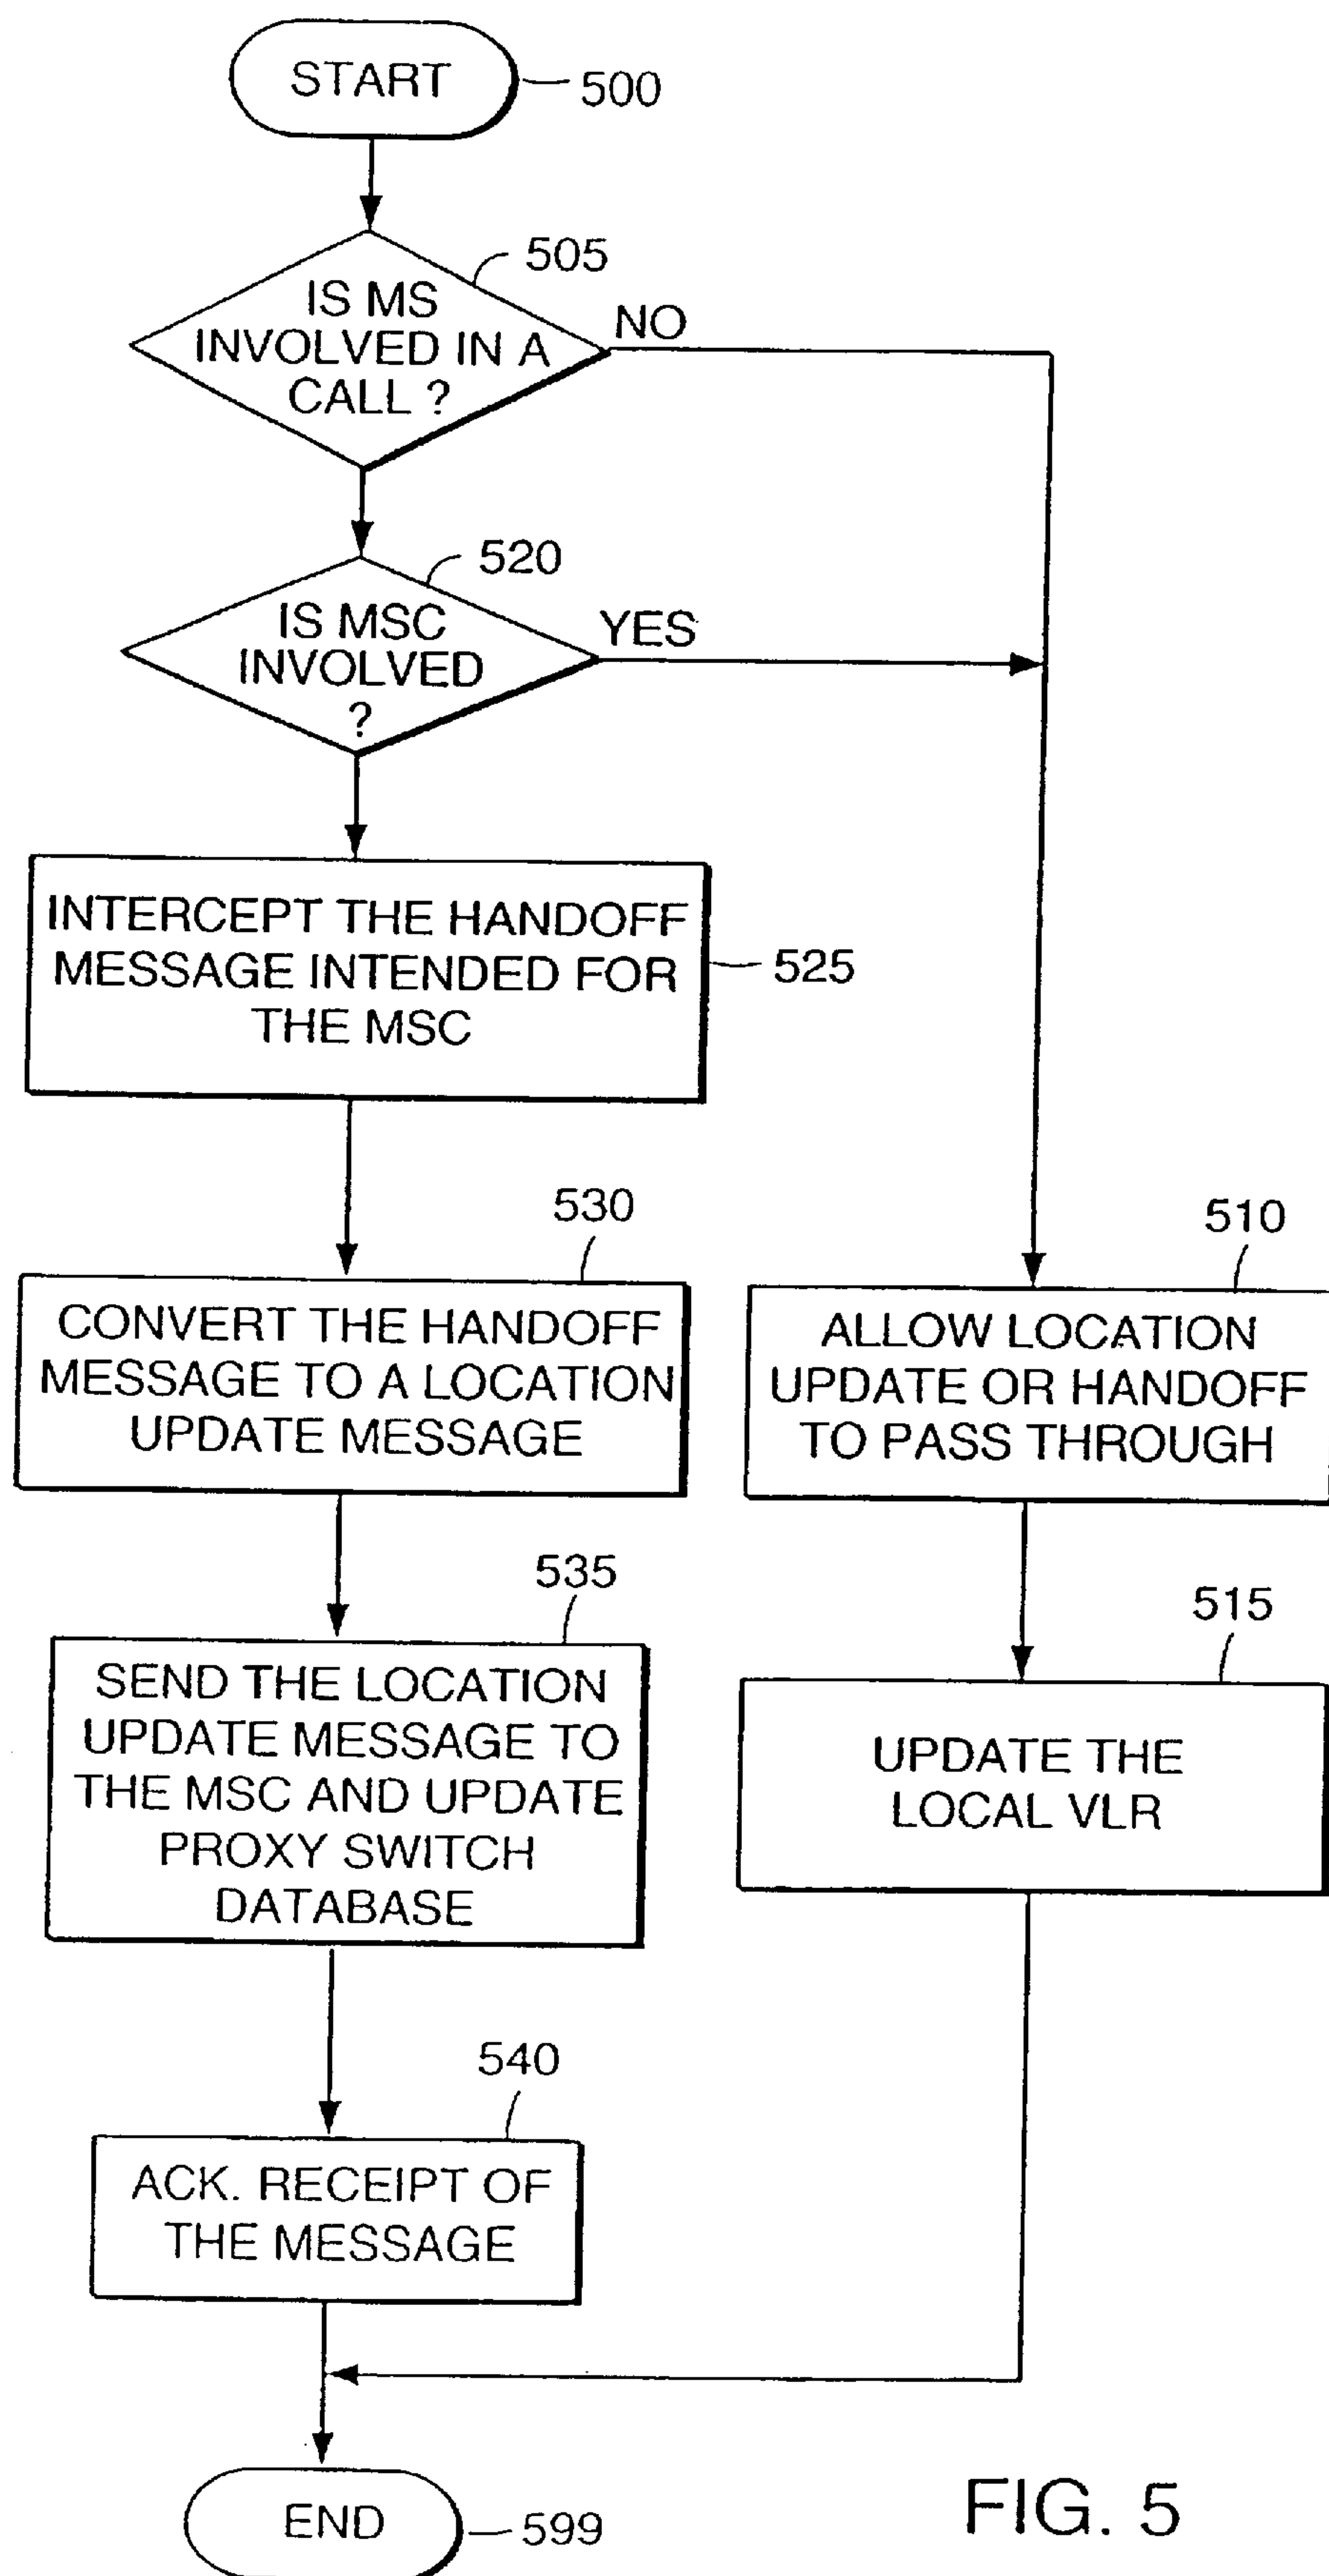 START
500
505
IS MS
INVOLVED IN A
CALL ?
NO
520
IS MSC
INVOLVED
?
YES
INTERCEPT THE HANDOFF
MESSAGE INTENDED FOR
THE MSC
525
530
CONVERT THE HANDOFF
MESSAGE TO A LOCATION
UPDATE MESSAGE
510
ALLOW LOCATION
UPDATE OR HANDOFF
TO PASS THROUGH
535
SEND THE LOCATION
UPDATE MESSAGE TO
THE MSC AND UPDATE
PROXY SWITCH
DATABASE
515
UPDATE THE
LOCAL VLR
540
ACK. RECEIPT OF
THE MESSAGE
END
599
FIG. 5